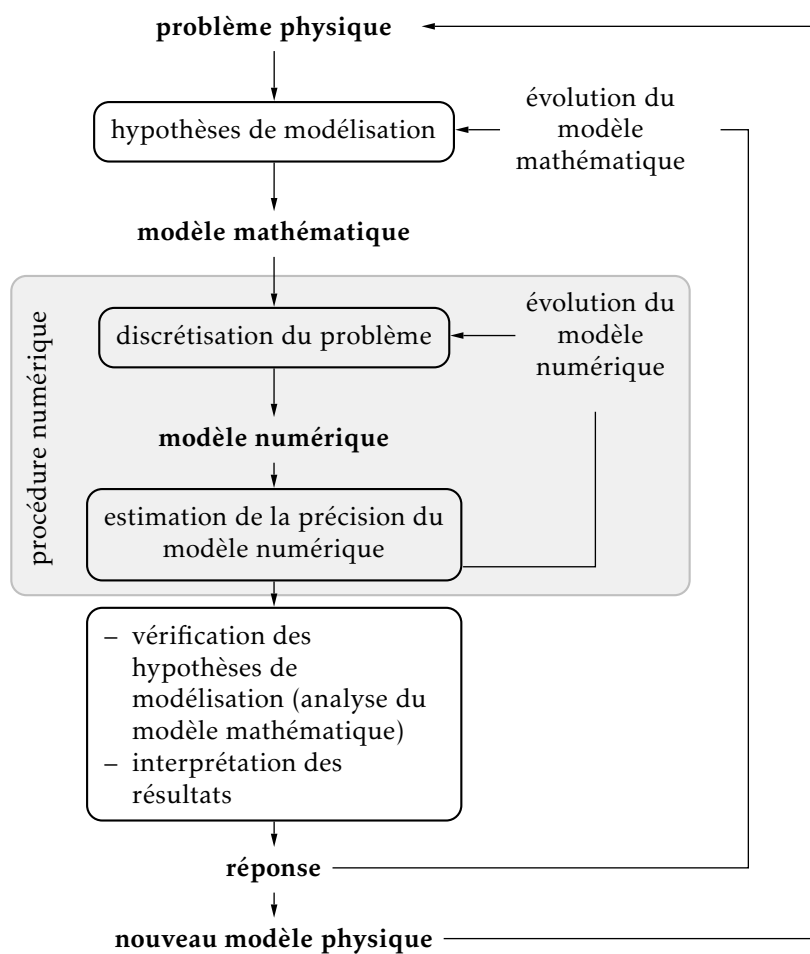 problème physique
hypothèses de modélisation
évolution du
modèle
mathématique
modèle mathématique
procédure numérique
discrétisation du problème
évolution du
modèle
numérique
modèle numérique
estimation de la précision du
modèle numérique
– vérification des
hypothèses de
modélisation (analyse du
modèle mathématique)
– interprétation des
résultats
réponse
nouveau modèle physique